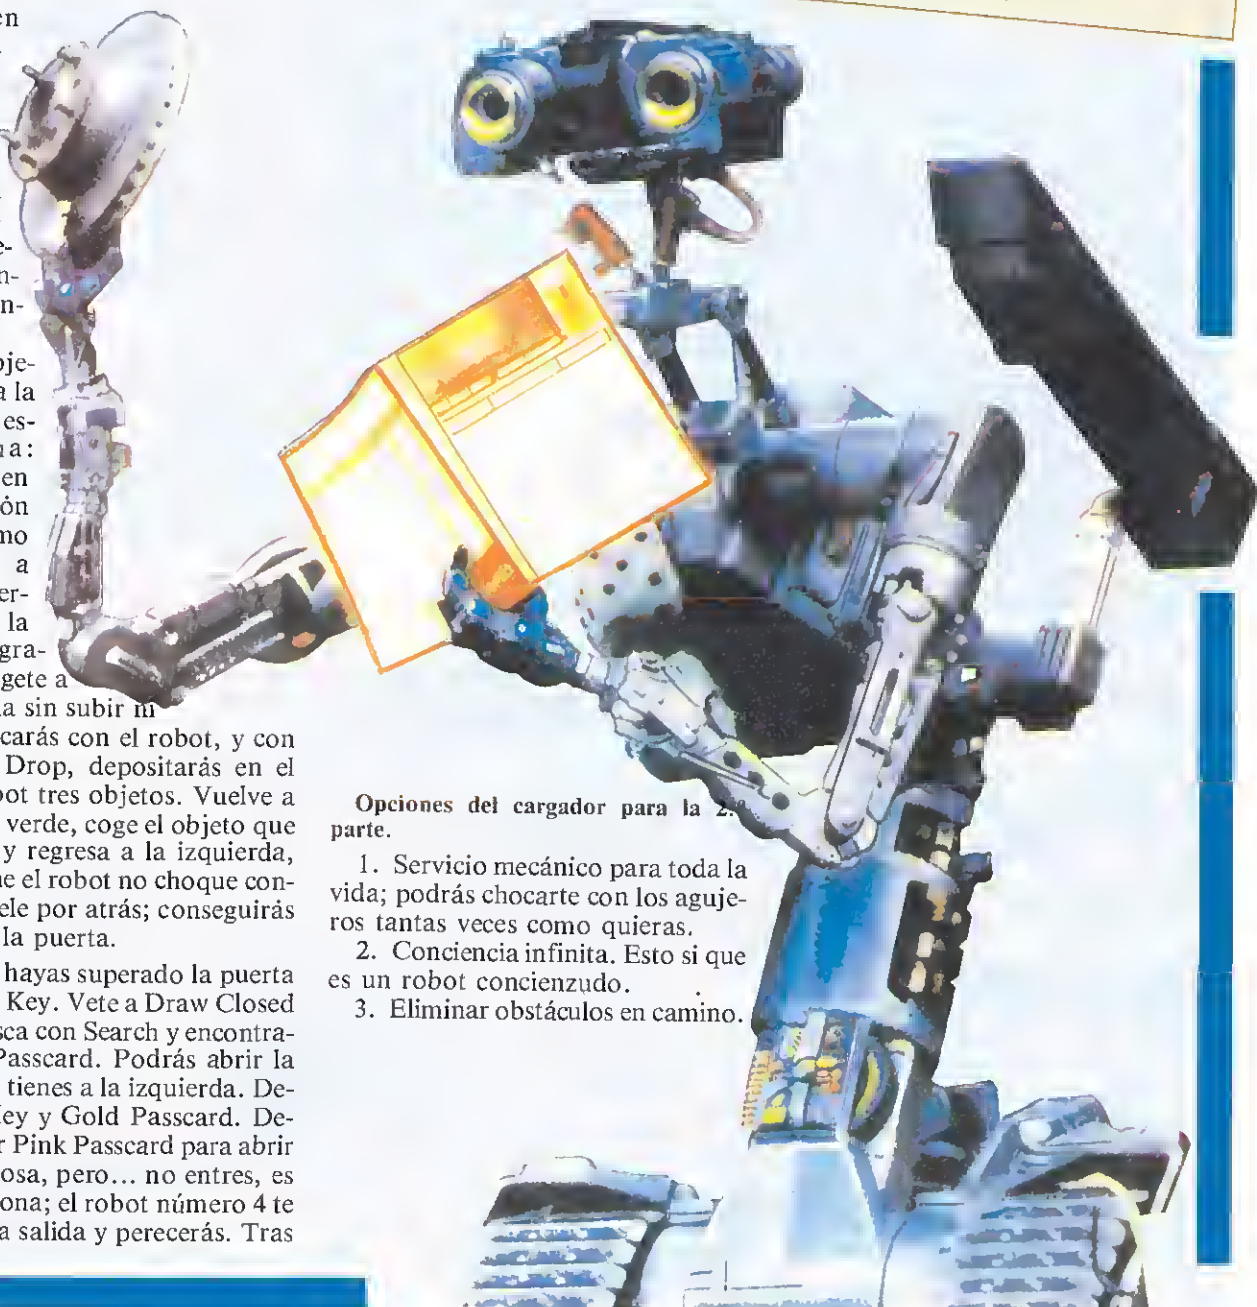 en
e-
n-
n-
oje-
a la
es-
na:
en
ón
mo
a
er-
la
gra-
gete a
a sin subir ni
carás con el robot, y con
Drop, depositarás en el
bot tres objetos. Vuelve a
verde, coge el objeto que
y regresa a la izquierda,
ue el robot no choque con-
ele por atrás; conseguirás
la puerta.
hayas superado la puerta
Key. Vete a Draw Closed
sca con Search y encontra-
Passcard. Podrás abrir la
tienes a la izquierda. De-
Key y Gold Passcard. De-
r Pink Passcard para abrir
osa, pero... no entres, es
ona; el robot número 4 te
a salida y perecerás. Tras
Opciones del cargador para la 2.ª
parte.
1. Servicio mecánico para toda la
vida; podrás chocarte con los aguje-
ros tantas veces como quieras.
2. Conciencia infinita. Esto si que
es un robot concienzudo.
3. Eliminar obstáculos en camino.